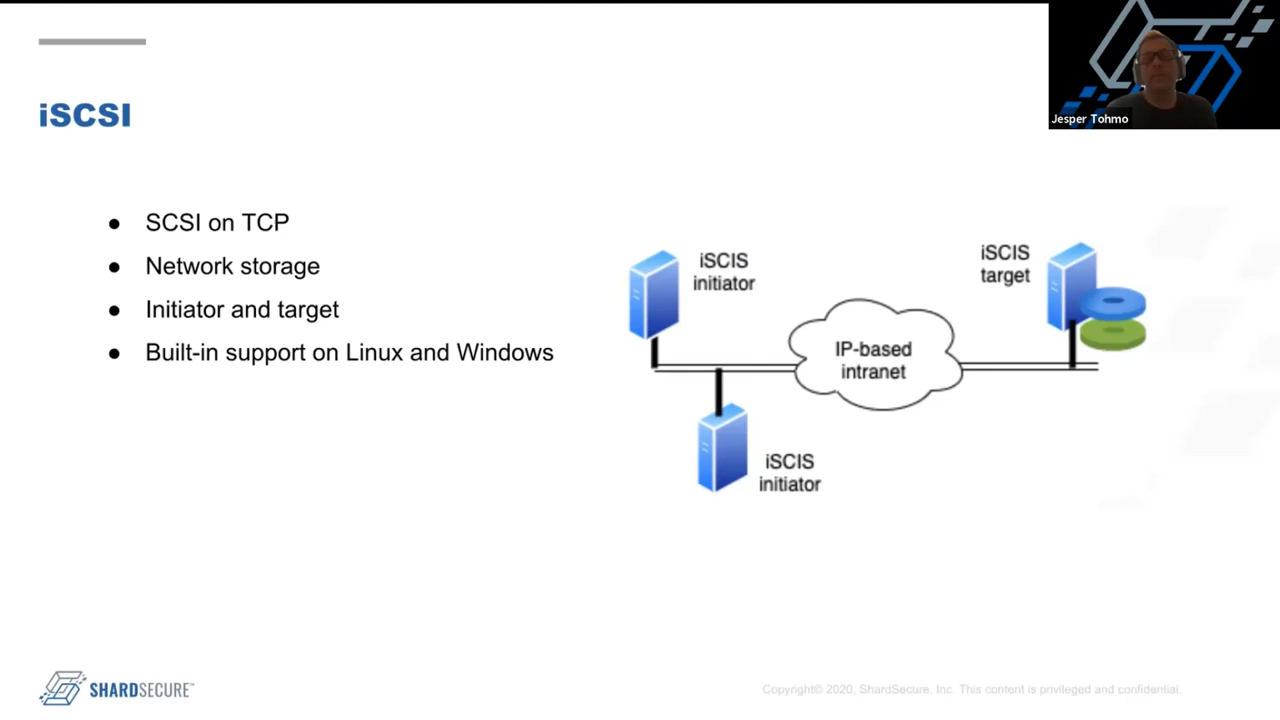 iSCSI
SCSI on TCP
Network storage
Initiator and target
Built-in support on Linux and Windows
iSCIS
initiator
iSCIS
target
IP-based
intranet
iSCIS
initiator
Jesper Tohmo
SHARDSECURE™
Copyright© 2020, ShardSecure, Inc. This content is privileged and confidential.